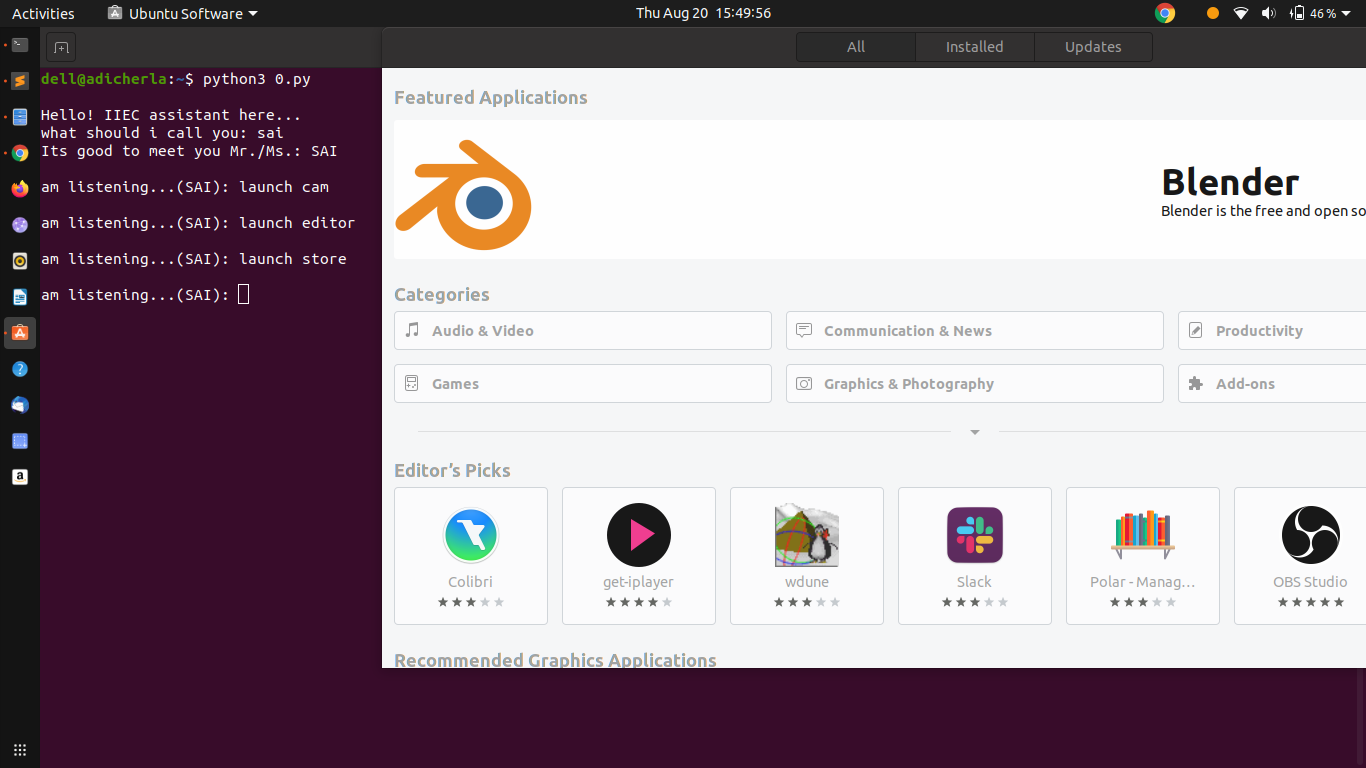 Activities
Ubuntu Software
Thu Aug 20 15:49:56
46 %
All
Installed
Updates
dell@adicherla:~$ python3 0.py
Hello! IIEC assistant here...
what should i call you: sai
Its good to meet you Mr./Ms.: SAI
am listening...(SAI): launch cam
am listening...(SAI): launch editor
am listening...(SAI): launch store
am listening...(SAI):
Featured Applications
Blender
Blender is the free and open so
Categories
Audio & Video
Communication & News
Productivity
Games
Graphics & Photography
Add-ons
Editor’s Picks
Colibri
get-iplayer
wdune
Slack
Polar - Manag…
OBS Studio
Recommended Graphics Applications